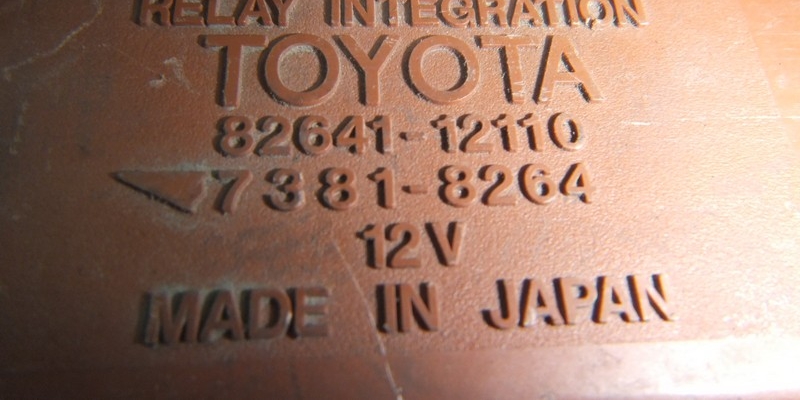 RELAY INTEGRATION
TOYOTA
82641-12110
7381-8264
12V
MADE IN JAPAN